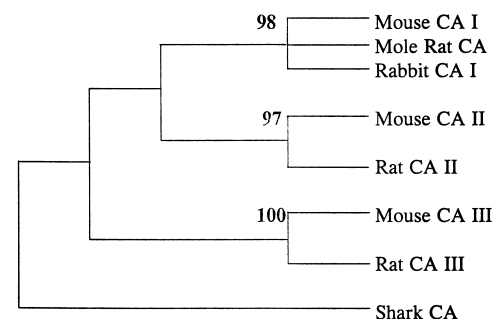 98
Mouse CA I
Mole Rat CA
Rabbit CA I
97
Mouse CA II
Rat CA II
100
Mouse CA III
Rat CA III
Shark CA